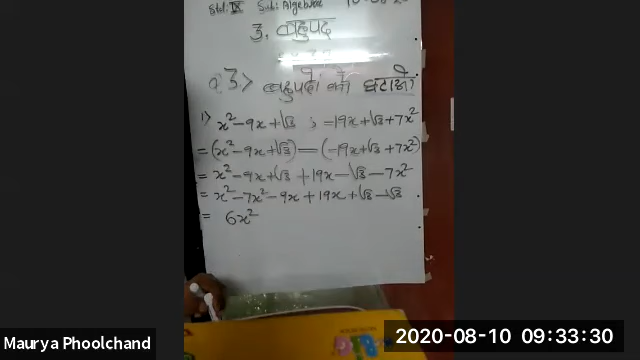 Std: IX Sub: Algebra
3. बहुपद
Q 3> बहुपदों को घटाओ
1) x² - 9x + √3 ; -19x + √3 + 7x²
= (x² - 9x + √3) - (-19x + √3 + 7x²)
= x² - 9x + √3 + 19x - √3 - 7x²
= x² - 7x² - 9x + 19x + √3 - √3
= 6x²
Maurya Phoolchand
2020-08-10 09:33:30